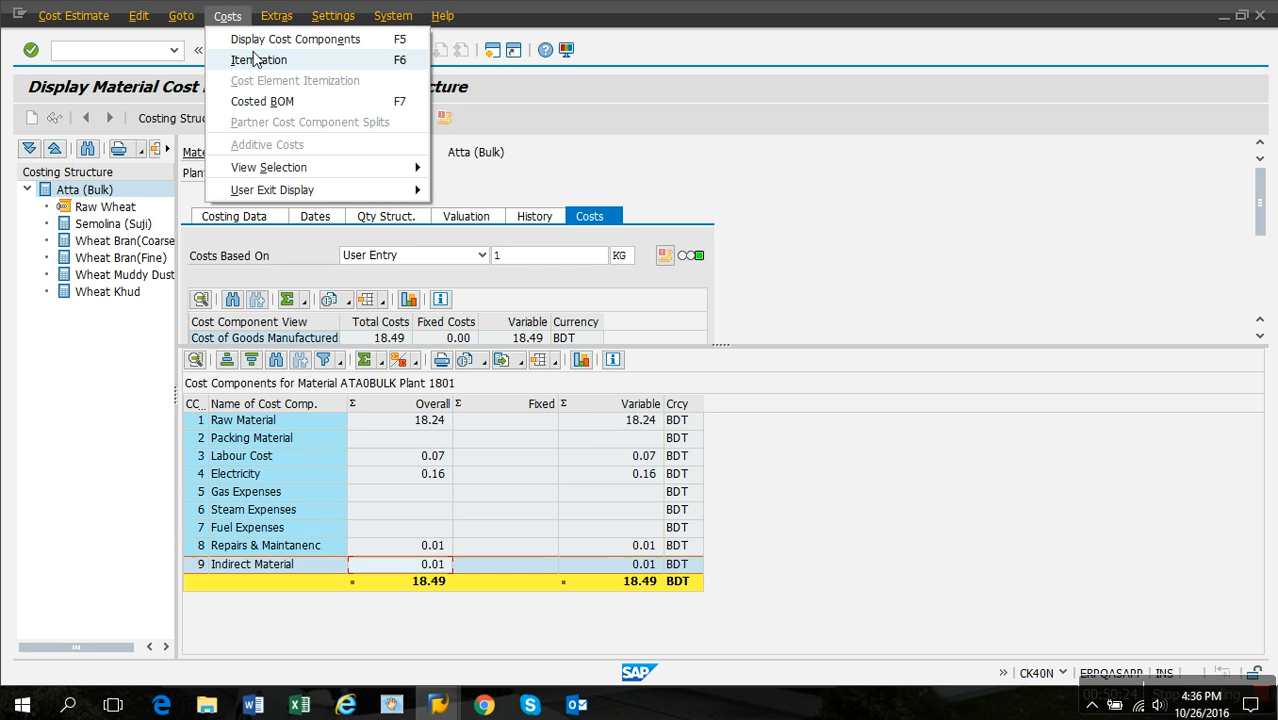 Cost Estimate Edit Goto Costs Extras Settings System Help
Display Cost Components F5
Itemization F6
Cost Element Itemization
Costed BOM F7
Partner Cost Component Splits
Additive Costs
View Selection
User Exit Display
Display Material Cost
Costing Struc
Atta (Bulk)
Costing Structure
Atta (Bulk)
Raw Wheat
Semolina (Suji)
Wheat Bran(Coarse
Wheat Bran(Fine)
Wheat Muddy Dust
Wheat Khud
Costing Data Dates Qty Struct. Valuation History Costs
Costs Based On User Entry 1 KG
Cost Component View Total Costs Fixed Costs Variable Currency
Cost of Goods Manufactured 18.49 0.00 18.49 BDT
Cost Components for Material ATA0BULK Plant 1801
CC.. Name of Cost Comp. Σ Overall Σ Fixed Σ Variable Crcy
1 Raw Material 18.24 18.24 BDT
2 Packing Material BDT
3 Labour Cost 0.07 0.07 BDT
4 Electricity 0.16 0.16 BDT
5 Gas Expenses BDT
6 Steam Expenses BDT
7 Fuel Expenses BDT
8 Repairs & Maintanenc 0.01 0.01 BDT
9 Indirect Material 0.01 0.01 BDT
18.49 18.49 BDT
SAP
CK40N ERPQASAPP INS
00:50:24
4:36 PM
10/26/2016